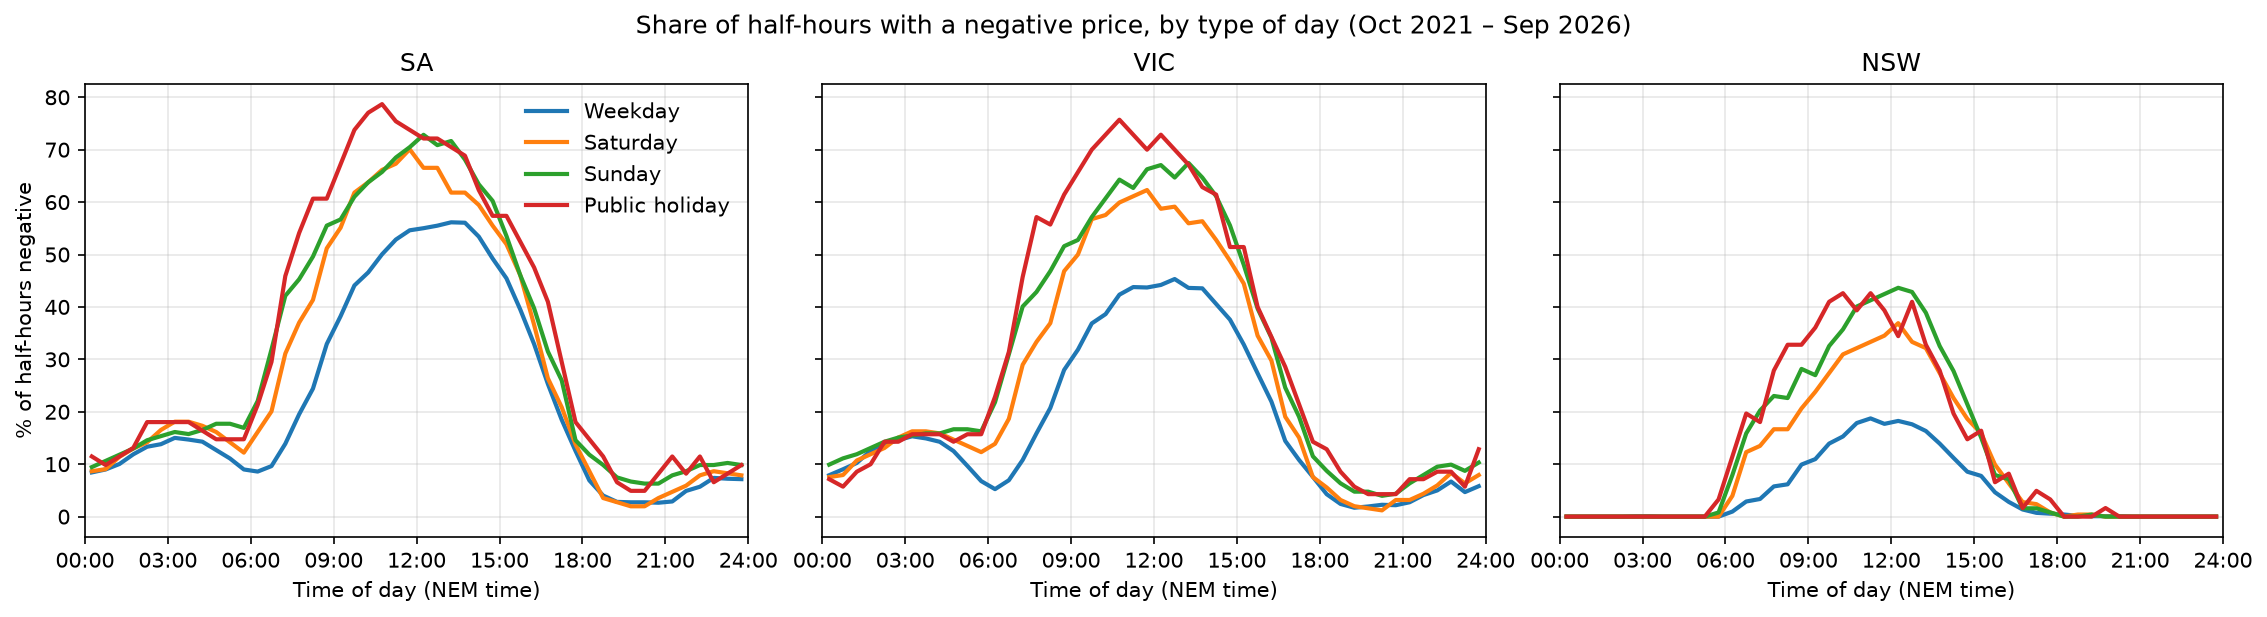 Share of half-hours with a negative price, by type of day (Oct 2021 – Sep 2026)
SA
VIC
NSW
% of half-hours negative
80
70
60
50
40
30
20
10
0
Weekday
Saturday
Sunday
Public holiday
00:00 03:00 06:00 09:00 12:00 15:00 18:00 21:00 24:00
00:00 03:00 06:00 09:00 12:00 15:00 18:00 21:00 24:00
00:00 03:00 06:00 09:00 12:00 15:00 18:00 21:00 24:00
Time of day (NEM time)
Time of day (NEM time)
Time of day (NEM time)